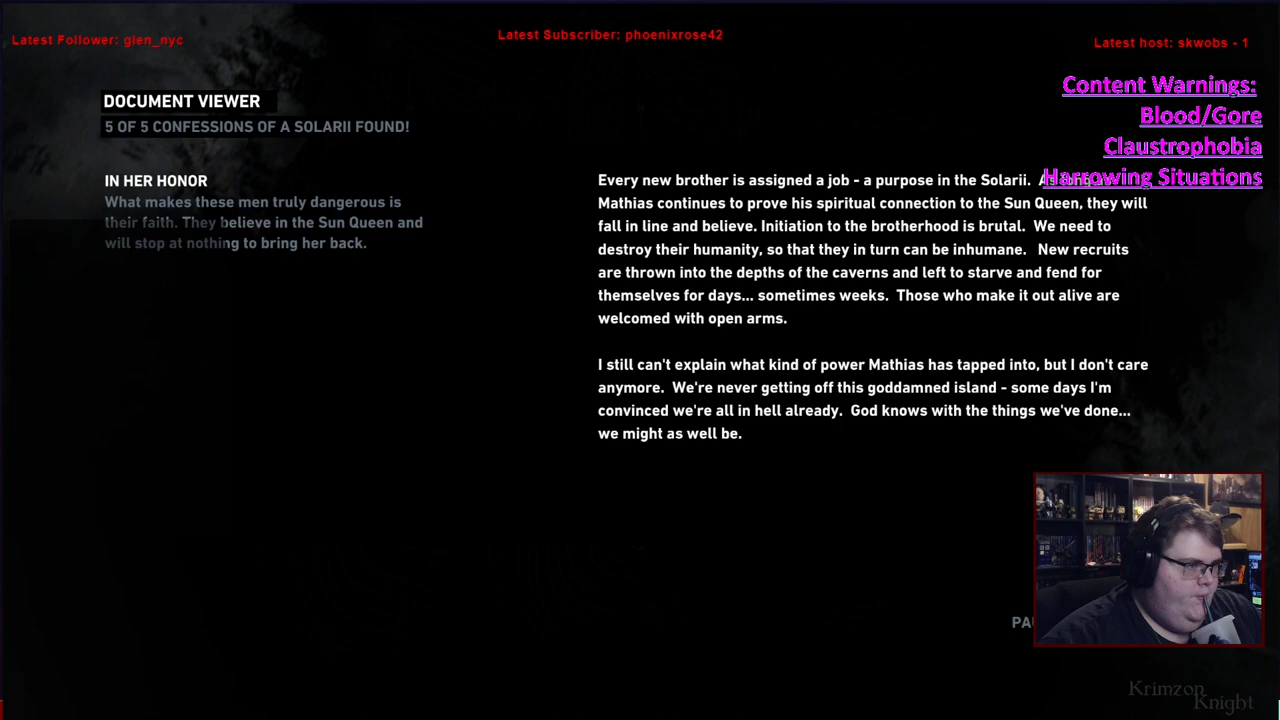 Latest Follower: glen_nyc
Latest Subscriber: phoenixrose42
Latest host: skwobs - 1
Content Warnings:
Blood/Gore
Claustrophobia
Harrowing Situations
DOCUMENT VIEWER
5 OF 5 CONFESSIONS OF A SOLARII FOUND!
IN HER HONOR
What makes these men truly dangerous is
their faith. They believe in the Sun Queen and
will stop at nothing to bring her back.
Every new brother is assigned a job - a purpose in the Solarii.
Mathias continues to prove his spiritual connection to the Sun Queen, they will
fall in line and believe. Initiation to the brotherhood is brutal. We need to
destroy their humanity, so that they in turn can be inhumane. New recruits
are thrown into the depths of the caverns and left to starve and fend for
themselves for days... sometimes weeks. Those who make it out alive are
welcomed with open arms.
I still can't explain what kind of power Mathias has tapped into, but I don't care
anymore. We're never getting off this goddamned island - some days I'm
convinced we're all in hell already. God knows with the things we've done...
we might as well be.
Krimzon
Knight